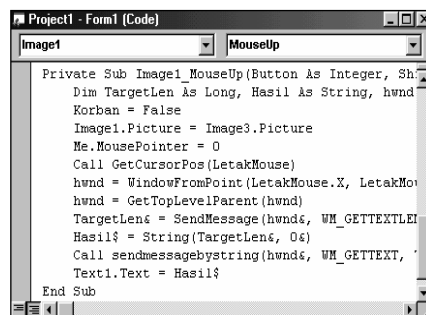 Project1 - Form1 (Code)
Image1 MouseUp
Private Sub Image1_MouseUp(Button As Integer, Sh
Dim TargetLen As Long, Hasil As String, hwnd
Korban = False
Image1.Picture = Image3.Picture
Me.MousePointer = 0
Call GetCursorPos(LetakMouse)
hwnd = WindowFromPoint(LetakMouse.X, LetakMou
hwnd = GetTopLevelParent(hwnd)
TargetLen& = SendMessage(hwnd&, WM_GETTEXTLEN
Hasil$ = String(TargetLen&, 0&)
Call sendmessagebystring(hwnd&, WM_GETTEXT,
Text1.Text = Hasil$
End Sub